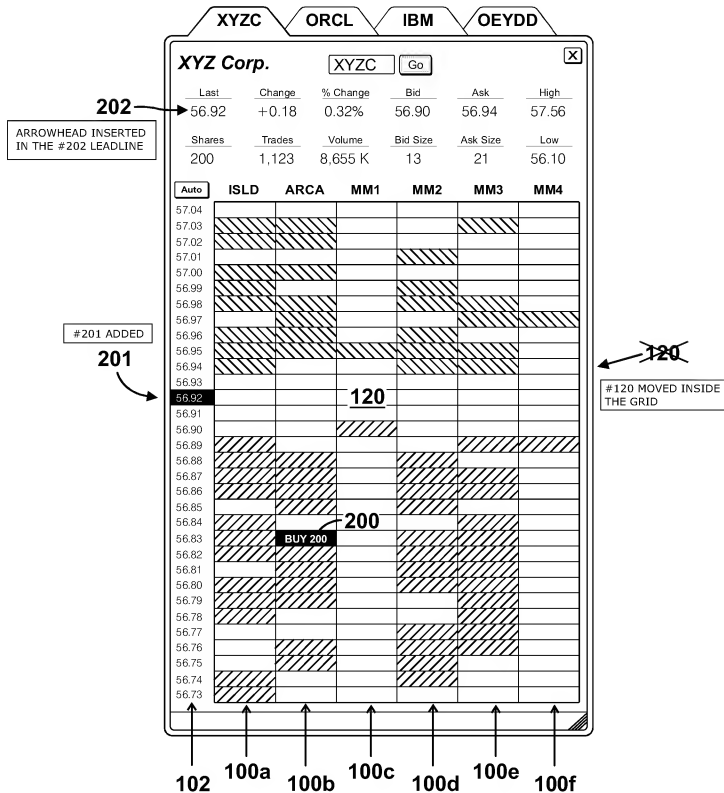 XYZC ORCL IBM OEYDD
XYZ Corp. XYZC Go X
Last Change % Change Bid Ask High
202 56.92 +0.18 0.32% 56.90 56.94 57.56
ARROWHEAD INSERTED
IN THE #202 LEADLINE
Shares Trades Volume Bid Size Ask Size Low
200 1,123 8,655 K 13 21 56.10
Auto ISLD ARCA MM1 MM2 MM3 MM4
57.04
57.03
57.02
57.01
57.00
56.99
56.98
56.97
56.96
#201 ADDED
56.95
201
120
56.94
56.93
#120 MOVED INSIDE
THE GRID
56.92 120
56.91
56.90
56.89
56.88
56.87
56.86
56.85
56.84 200
56.83 BUY 200
56.82
56.81
56.80
56.79
56.78
56.77
56.76
56.75
56.74
56.73
102 100a 100b 100c 100d 100e 100f